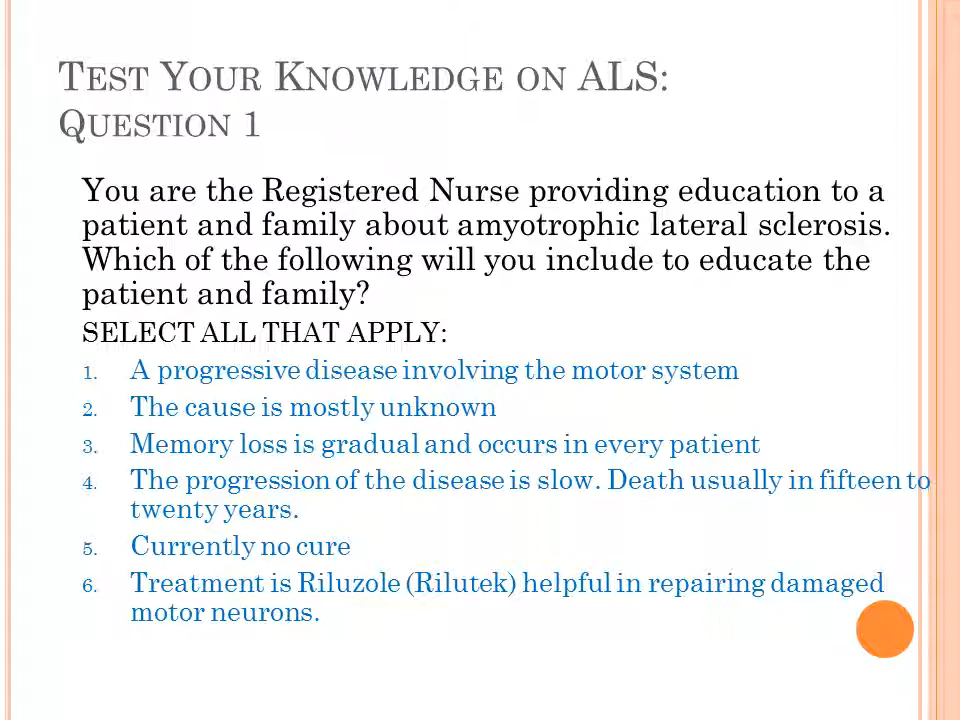 TEST YOUR KNOWLEDGE ON ALS:
QUESTION 1
You are the Registered Nurse providing education to a
patient and family about amyotrophic lateral sclerosis.
Which of the following will you include to educate the
patient and family?
SELECT ALL THAT APPLY:
1. A progressive disease involving the motor system
2. The cause is mostly unknown
3. Memory loss is gradual and occurs in every patient
4. The progression of the disease is slow. Death usually in fifteen to
twenty years.
5. Currently no cure
6. Treatment is Riluzole (Rilutek) helpful in repairing damaged
motor neurons.